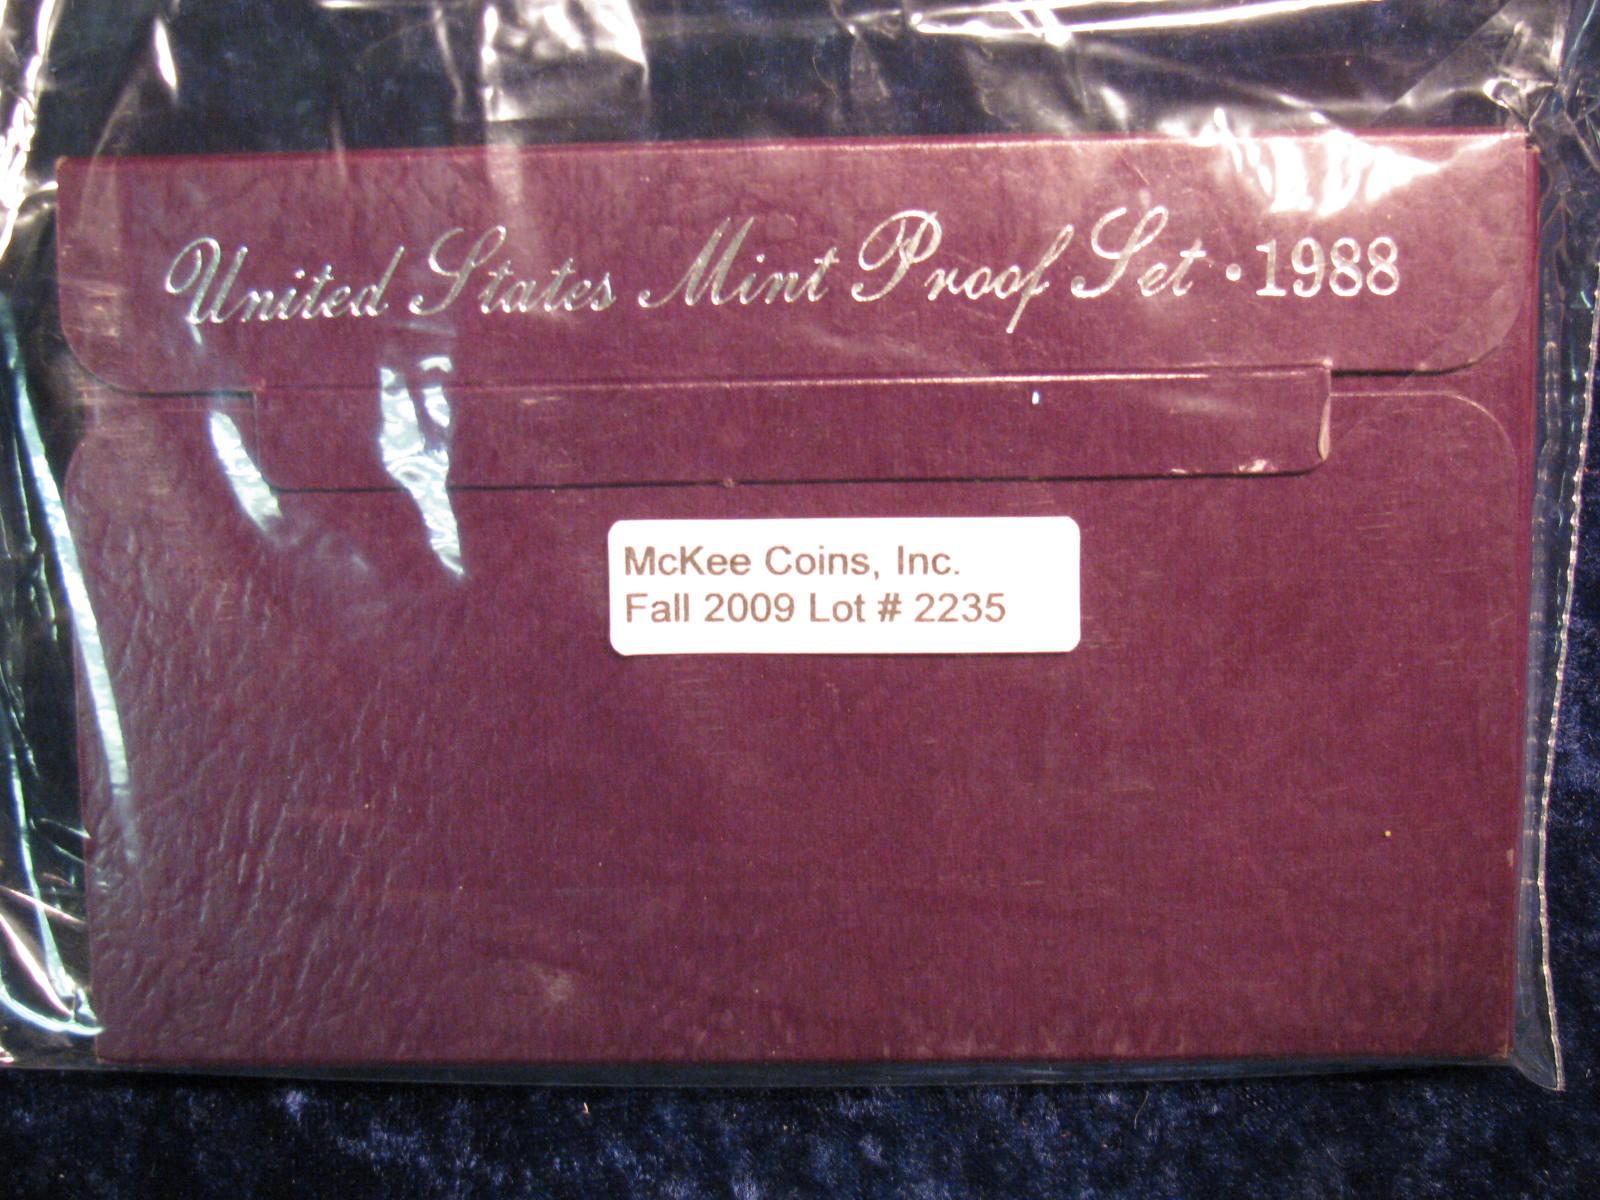 United States Mint Proof Set · 1988
McKee Coins, Inc.
Fall 2009 Lot # 2235